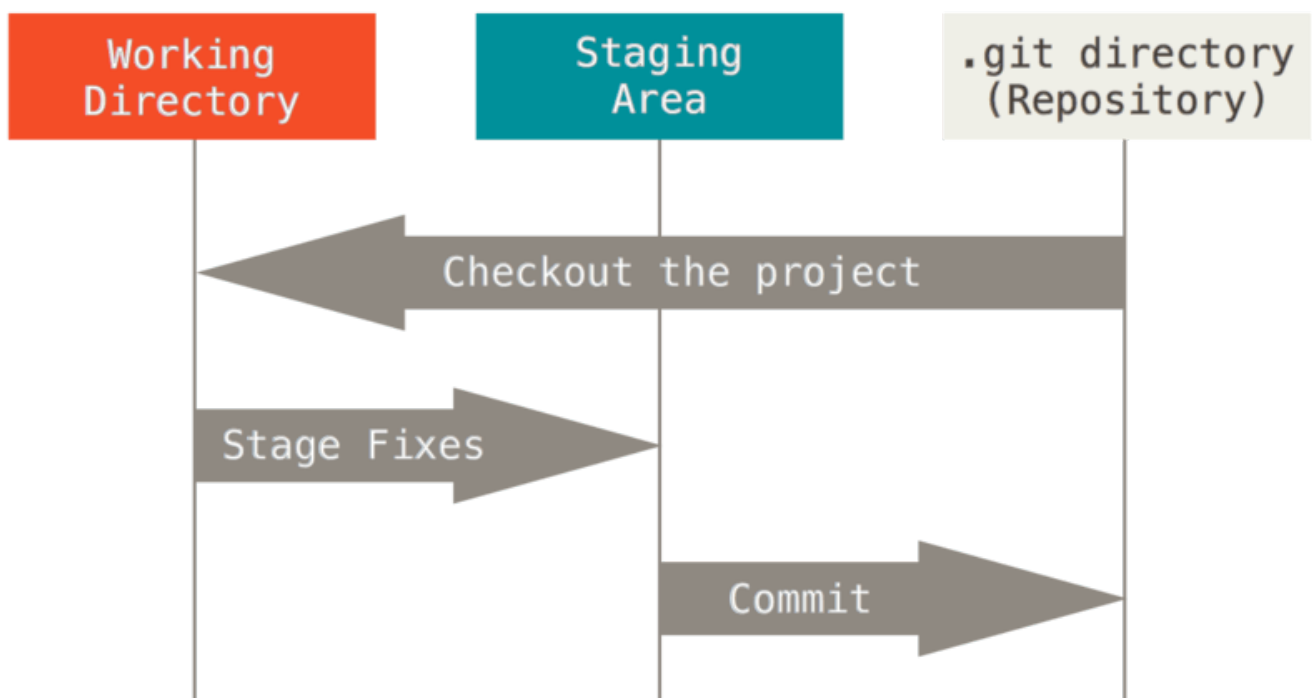 Working
Directory
Staging
Area
.git directory
(Repository)
Checkout the project
Stage Fixes
Commit